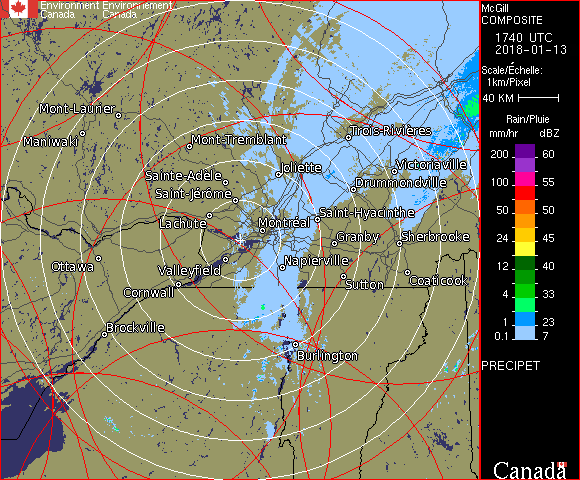 Environment Environnement
Canada Canada
McGill
COMPOSITE
1740 UTC
2018-01-13
Scale/Échelle:
1km/Pixel
40 KM
Rain/Pluie
mm/hr dBZ
200 60
100 55
50 50
24 45
12 40
4 33
1 23
0.1 7
PRECIPET
Canada
Mont-Laurier
Maniwaki
Mont-Tremblant
Trois-Rivières
Sainte-Adèle
Joliette
Victoriaville
Saint-Jérôme
Drummondville
Lachute
Montréal
Saint-Hyacinthe
Granby
Sherbrooke
Ottawa
Valleyfield
Napierville
Cornwall
Sutton
Coaticook
Brockville
Burlington